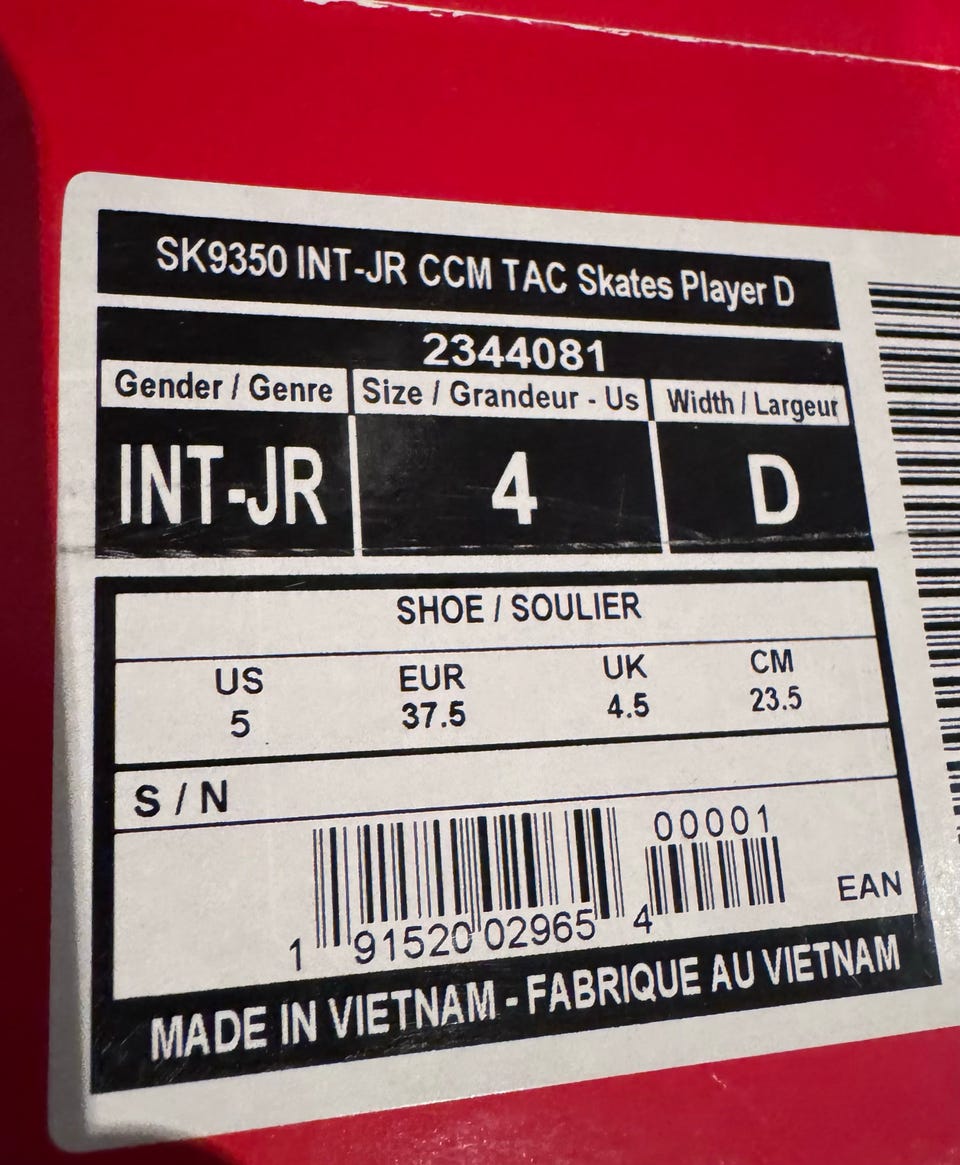 SK9350 INT-JR CCM TAC Skates Player D
2344081
Gender / Genre Size / Grandeur - Us Width / Largeur
INT-JR 4 D
SHOE / SOULIER
US EUR UK CM
5 37.5 4.5 23.5
S / N
00001
EAN
1 91520 02965 4
MADE IN VIETNAM - FABRIQUE AU VIETNAM